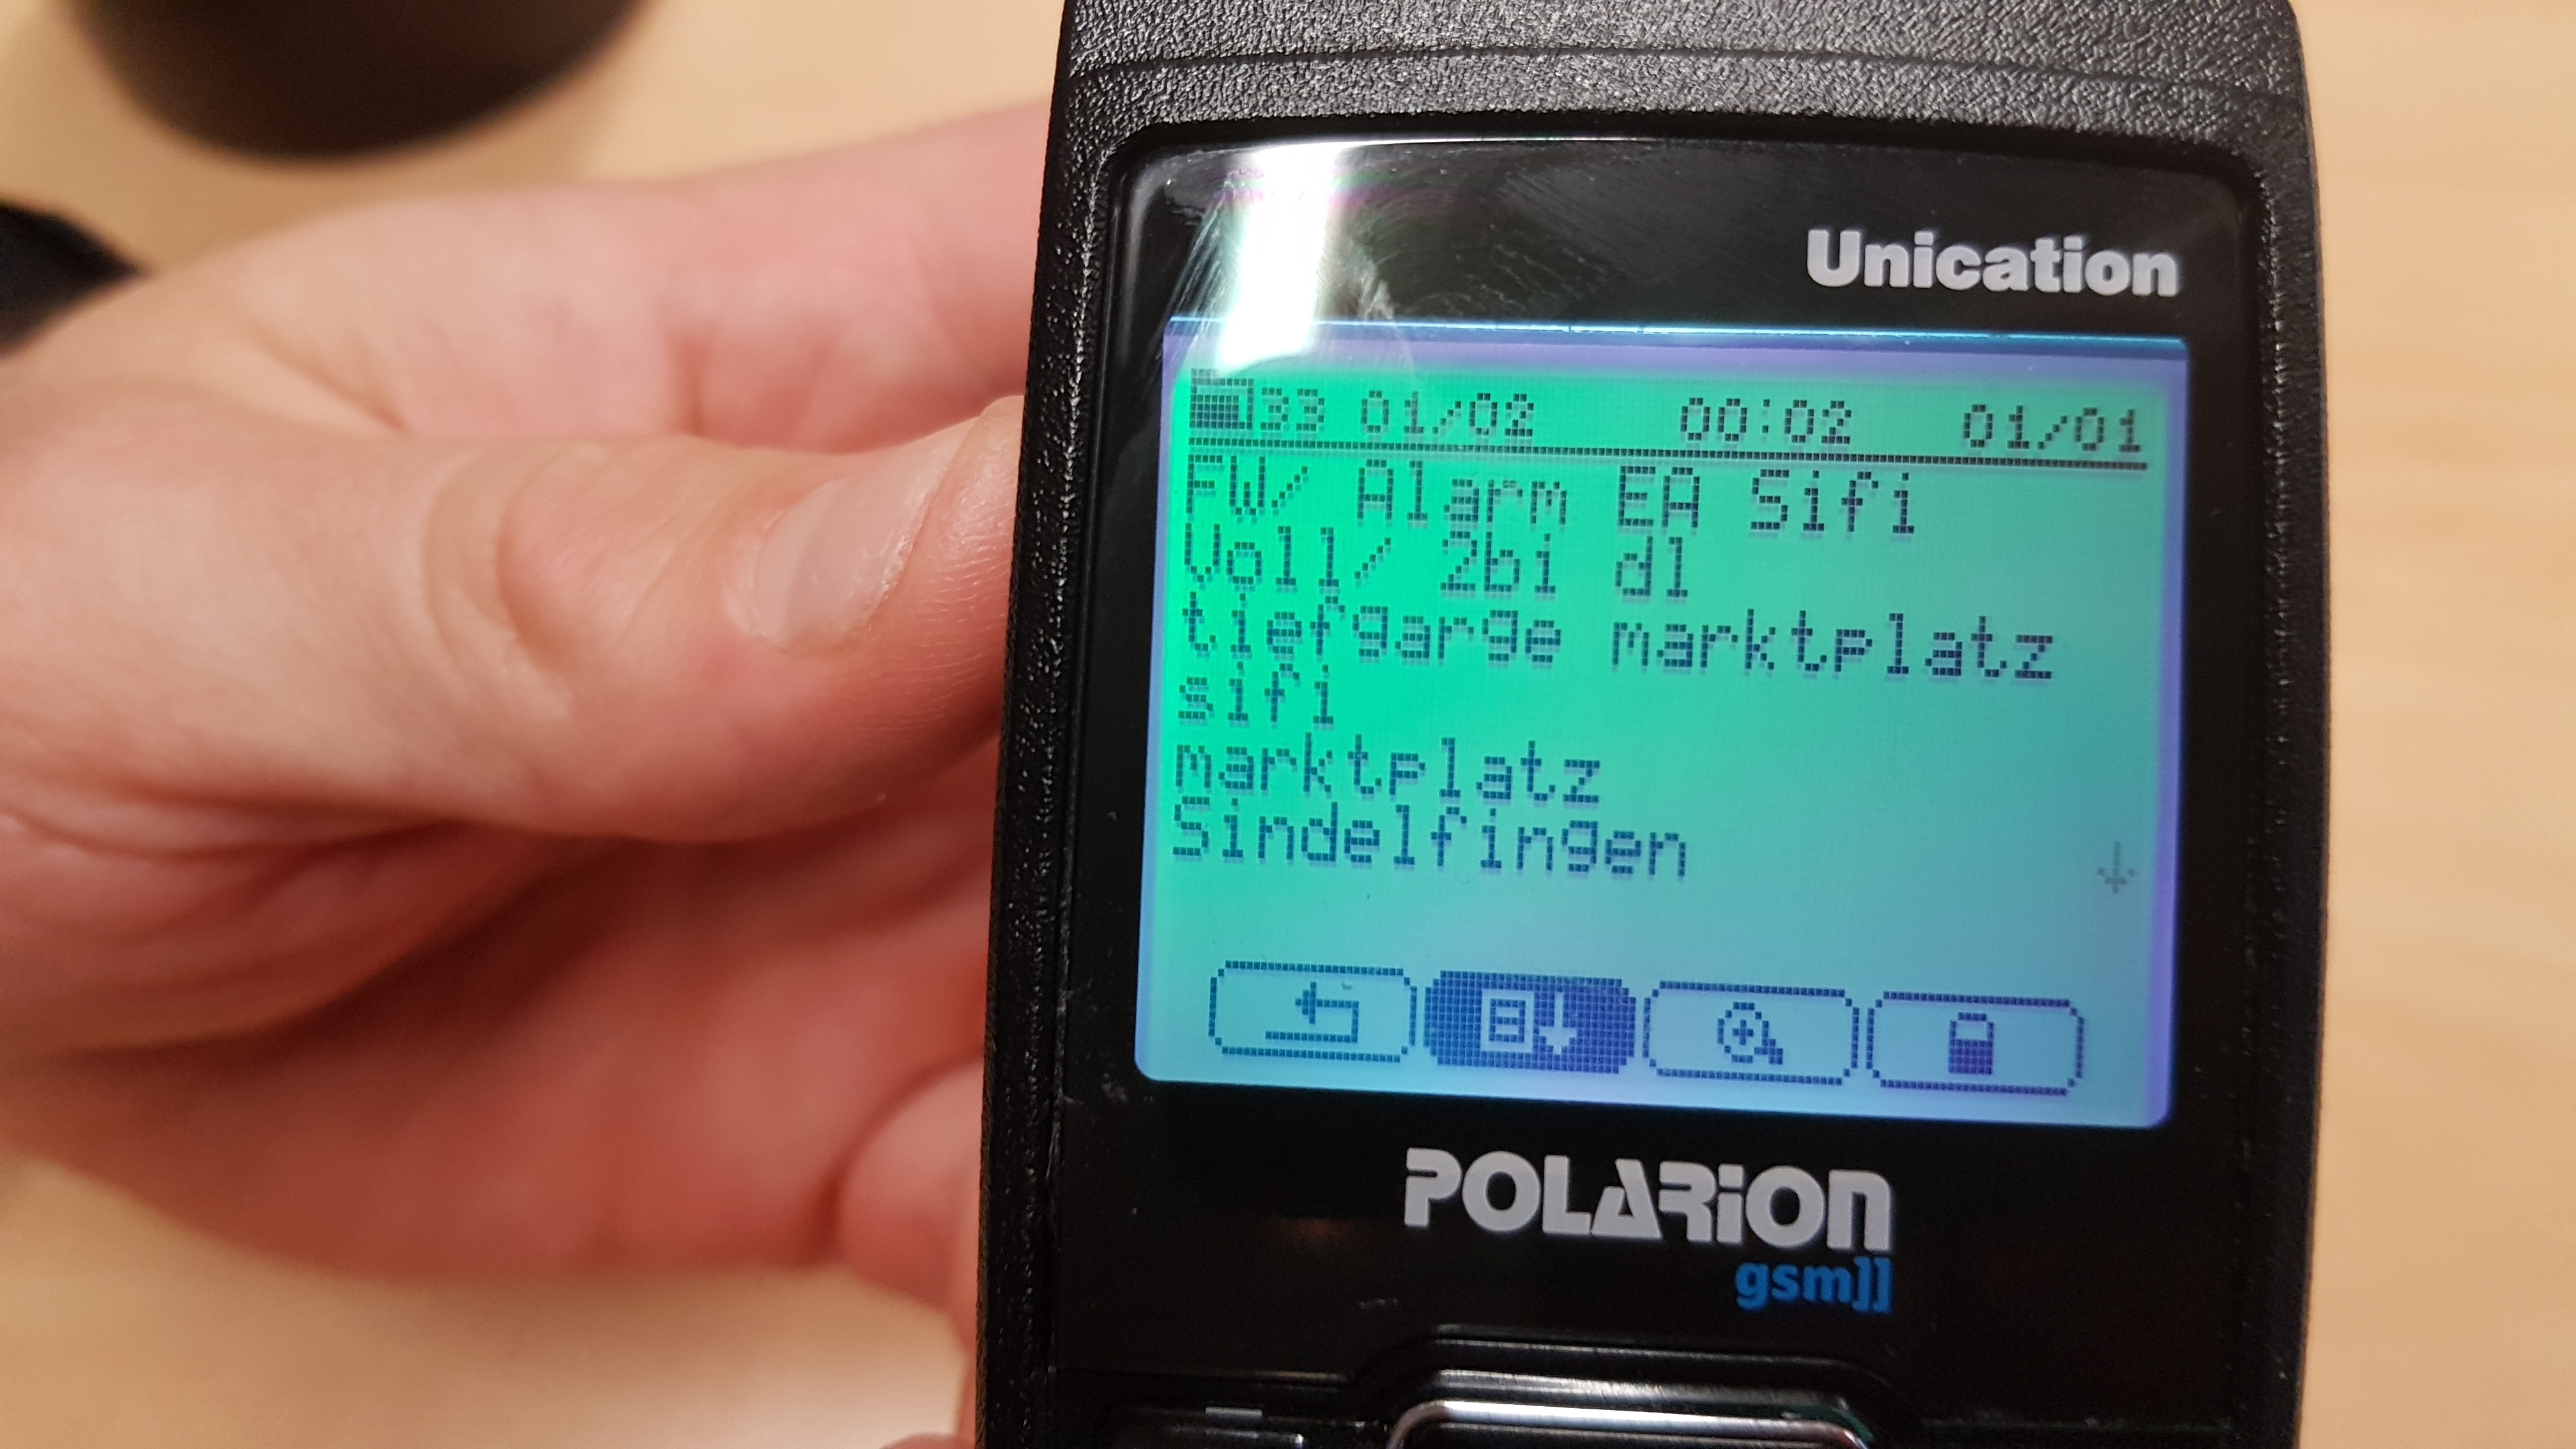 Unication
33 01/02 00:02 01/01
FW/ Alarm EA Sifi
Voll/ 2bi dl
tiefgarge marktplatz
sifi
marktplatz
Sindelfingen
POLARiON
gsm]]